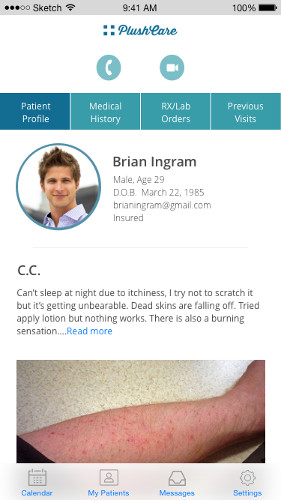 Sketch 9:41 AM 100%
PlushCare
Patient Profile
Medical History
RX/Lab Orders
Previous Visits
Brian Ingram
Male, Age 29
D.O.B. March 22, 1985
brianingram@gmail.com
Insured
C.C.
Can't sleep at night due to itchiness, I try not to scratch it
but it's getting unbearable. Dead skins are falling off. Tried
apply lotion but nothing works. There is also a burning
sensation....Read more
Calendar My Patients Messages Settings